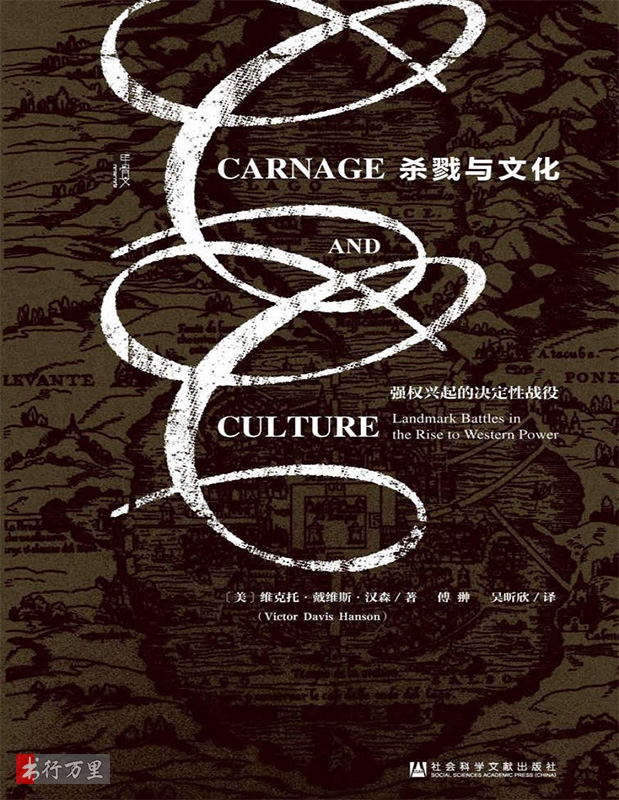 甲骨文
CARNAGE 杀戮与文化
LAGO
AND
Atacuba.
LEVANTE
PONE
强权兴起的决定性战役
CULTURE
Landmark Battles in
the Rise to Western Power
［美］维克托·戴维斯·汉森／著 傅翀 吴昕欣／译
（Victor Davis Hanson）
书行万里
社会科学文献出版社
SOCIAL SCIENCES ACADEMIC PRESS (CHINA)